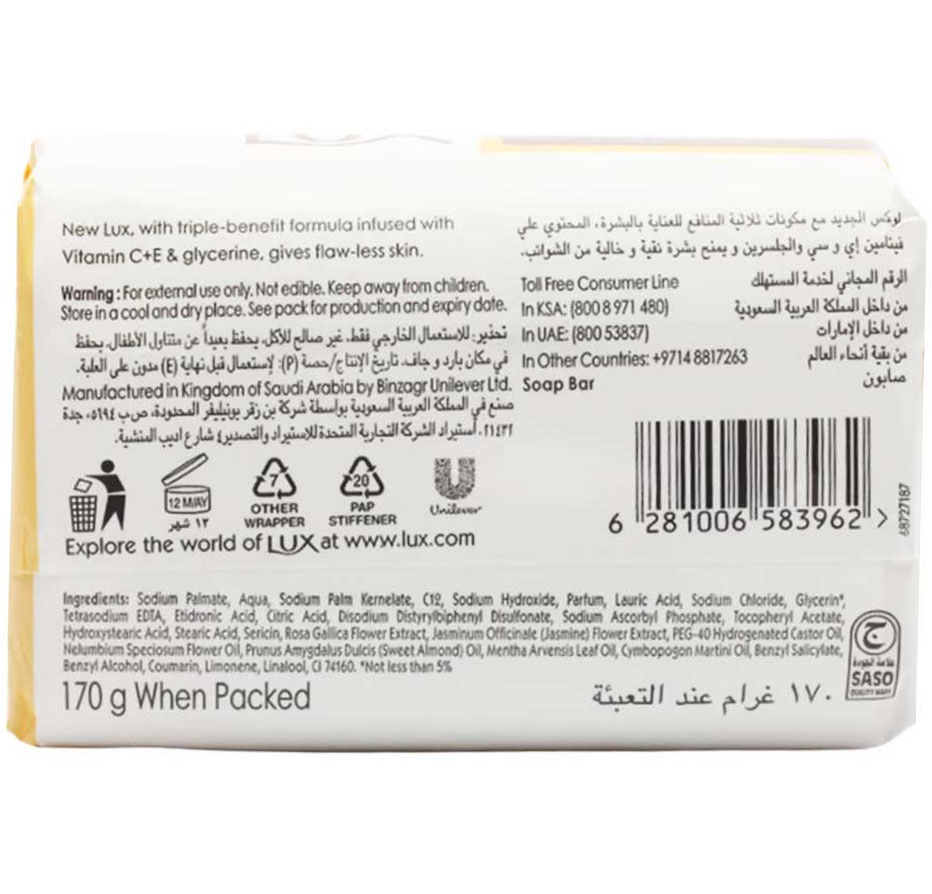 New Lux, with triple-benefit formula infused with
Vitamin C+E & glycerine, gives flaw-less skin.
لوكس الجديد مع مكونات ثلاثية المنافع للعناية بالبشرة، المحتوي علي
فيتامين إي و سي والجلسرين و يمنح بشرة نقية و خالية من الشوائب.
Warning : For external use only. Not edible. Keep away from children.
Store in a cool and dry place. See pack for production and expiry date.
تحذير: للاستعمال الخارجي فقط، غير صالح للأكل، يحفظ بعيداً عن متناول الأطفال، يحفظ
في مكان بارد و جاف، تاريخ الإنتاج/حصة (P): لإستعمال قبل نهاية (E) مدون على العلبة.
Manufactured in Kingdom of Saudi Arabia by Binzagr Unilever Ltd.
صنع في المملكة العربية السعودية بواسطة شركة بن زقر يونيليفر المحدودة، ص.ب ٥١٩٤، جدة
٢١٤٣٢، استيراد الشركة التجارية المتحدة للاستيراد والتصدير٤ شارع اديب المنشية.
Toll Free Consumer Line الرقم المجاني لخدمة المستهلك
In KSA: (800 8 971 480) من داخل المملكة العربية السعودية
In UAE: (800 53837) من داخل الإمارات
In Other Countries: +9714 8817263 من بقية أنحاء العالم
Soap Bar صابون
12 M/AY
١٢ شهر
7
OTHER
WRAPPER
20
PAP
STIFFENER
Unilever
Explore the world of LUX at www.lux.com
6 281006 583962 >
68727187
Ingredients: Sodium Palmate, Aqua, Sodium Palm Kernelate, C12, Sodium Hydroxide, Parfum, Lauric Acid, Sodium Chloride, Glycerin*,
Tetrasodium EDTA, Etidronic Acid, Citric Acid, Disodium Distyrylbiphenyl Disulfonate, Sodium Ascorbyl Phosphate, Tocopheryl Acetate,
Hydroxystearic Acid, Stearic Acid, Sericin, Rosa Gallica Flower Extract, Jasminum Officinale (Jasmine) Flower Extract, PEG-40 Hydrogenated Castor Oil,
Nelumbium Speciosum Flower Oil, Prunus Amygdalus Dulcis (Sweet Almond) Oil, Mentha Arvensis Leaf Oil, Cymbopogon Martini Oil, Benzyl Salicylate,
Benzyl Alcohol, Coumarin, Limonene, Linalool, CI 74160. *Not less than 5%
علامة الجودة
SASO
QUALITY MARK
170 g When Packed
١٧٠ غرام عند التعبئة